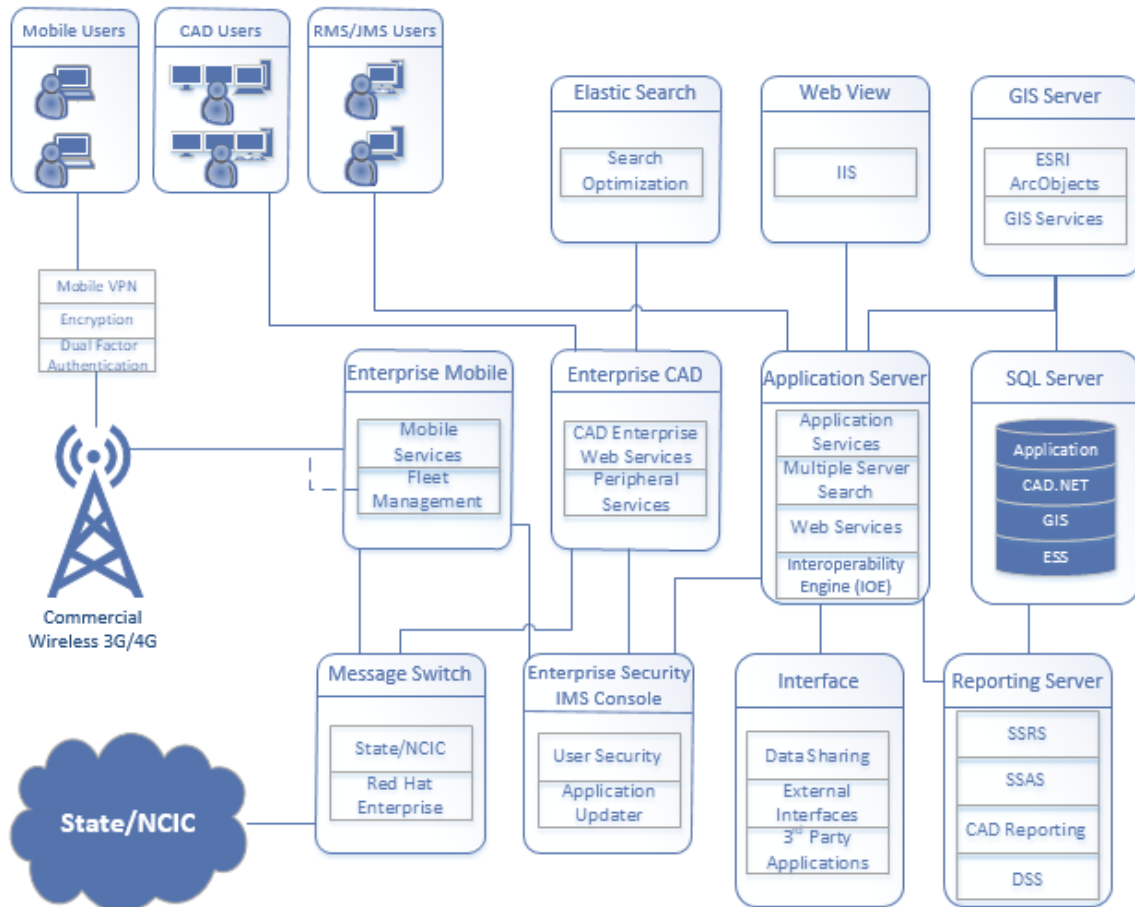 Mobile Users
CAD Users
RMS/JMS Users
Elastic Search
Search
Optimization
Web View
IIS
GIS Server
ESRI
ArcObjects
GIS Services
Mobile VPN
Encryption
Dual Factor
Authentication
Commercial
Wireless 3G/4G
Enterprise Mobile
Mobile
Services
Fleet
Management
Enterprise CAD
CAD Enterprise
Web Services
Peripheral
Services
Application Server
Application
Services
Multiple Server
Search
Web Services
Interoperability
Engine (IOE)
SQL Server
Application
CAD.NET
GIS
ESS
State/NCIC
Message Switch
State/NCIC
Red Hat
Enterprise
Enterprise Security
IMS Console
User Security
Application
Updater
Interface
Data Sharing
External
Interfaces
3rd Party
Applications
Reporting Server
SSRS
SSAS
CAD Reporting
DSS